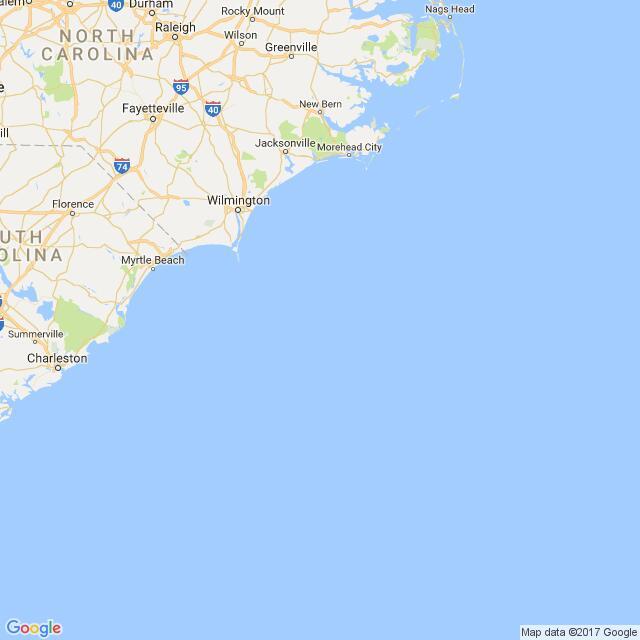 Nags Head
Durham
Rocky Mount
40
Raleigh
Wilson
NORTH
CAROLINA
Greenville
95
Fayetteville
40
New Bern
Jacksonville
Morehead City
74
Wilmington
Florence
UTH
OLINA
Myrtle Beach
Summerville
Charleston
Google
Map data ©2017 Google